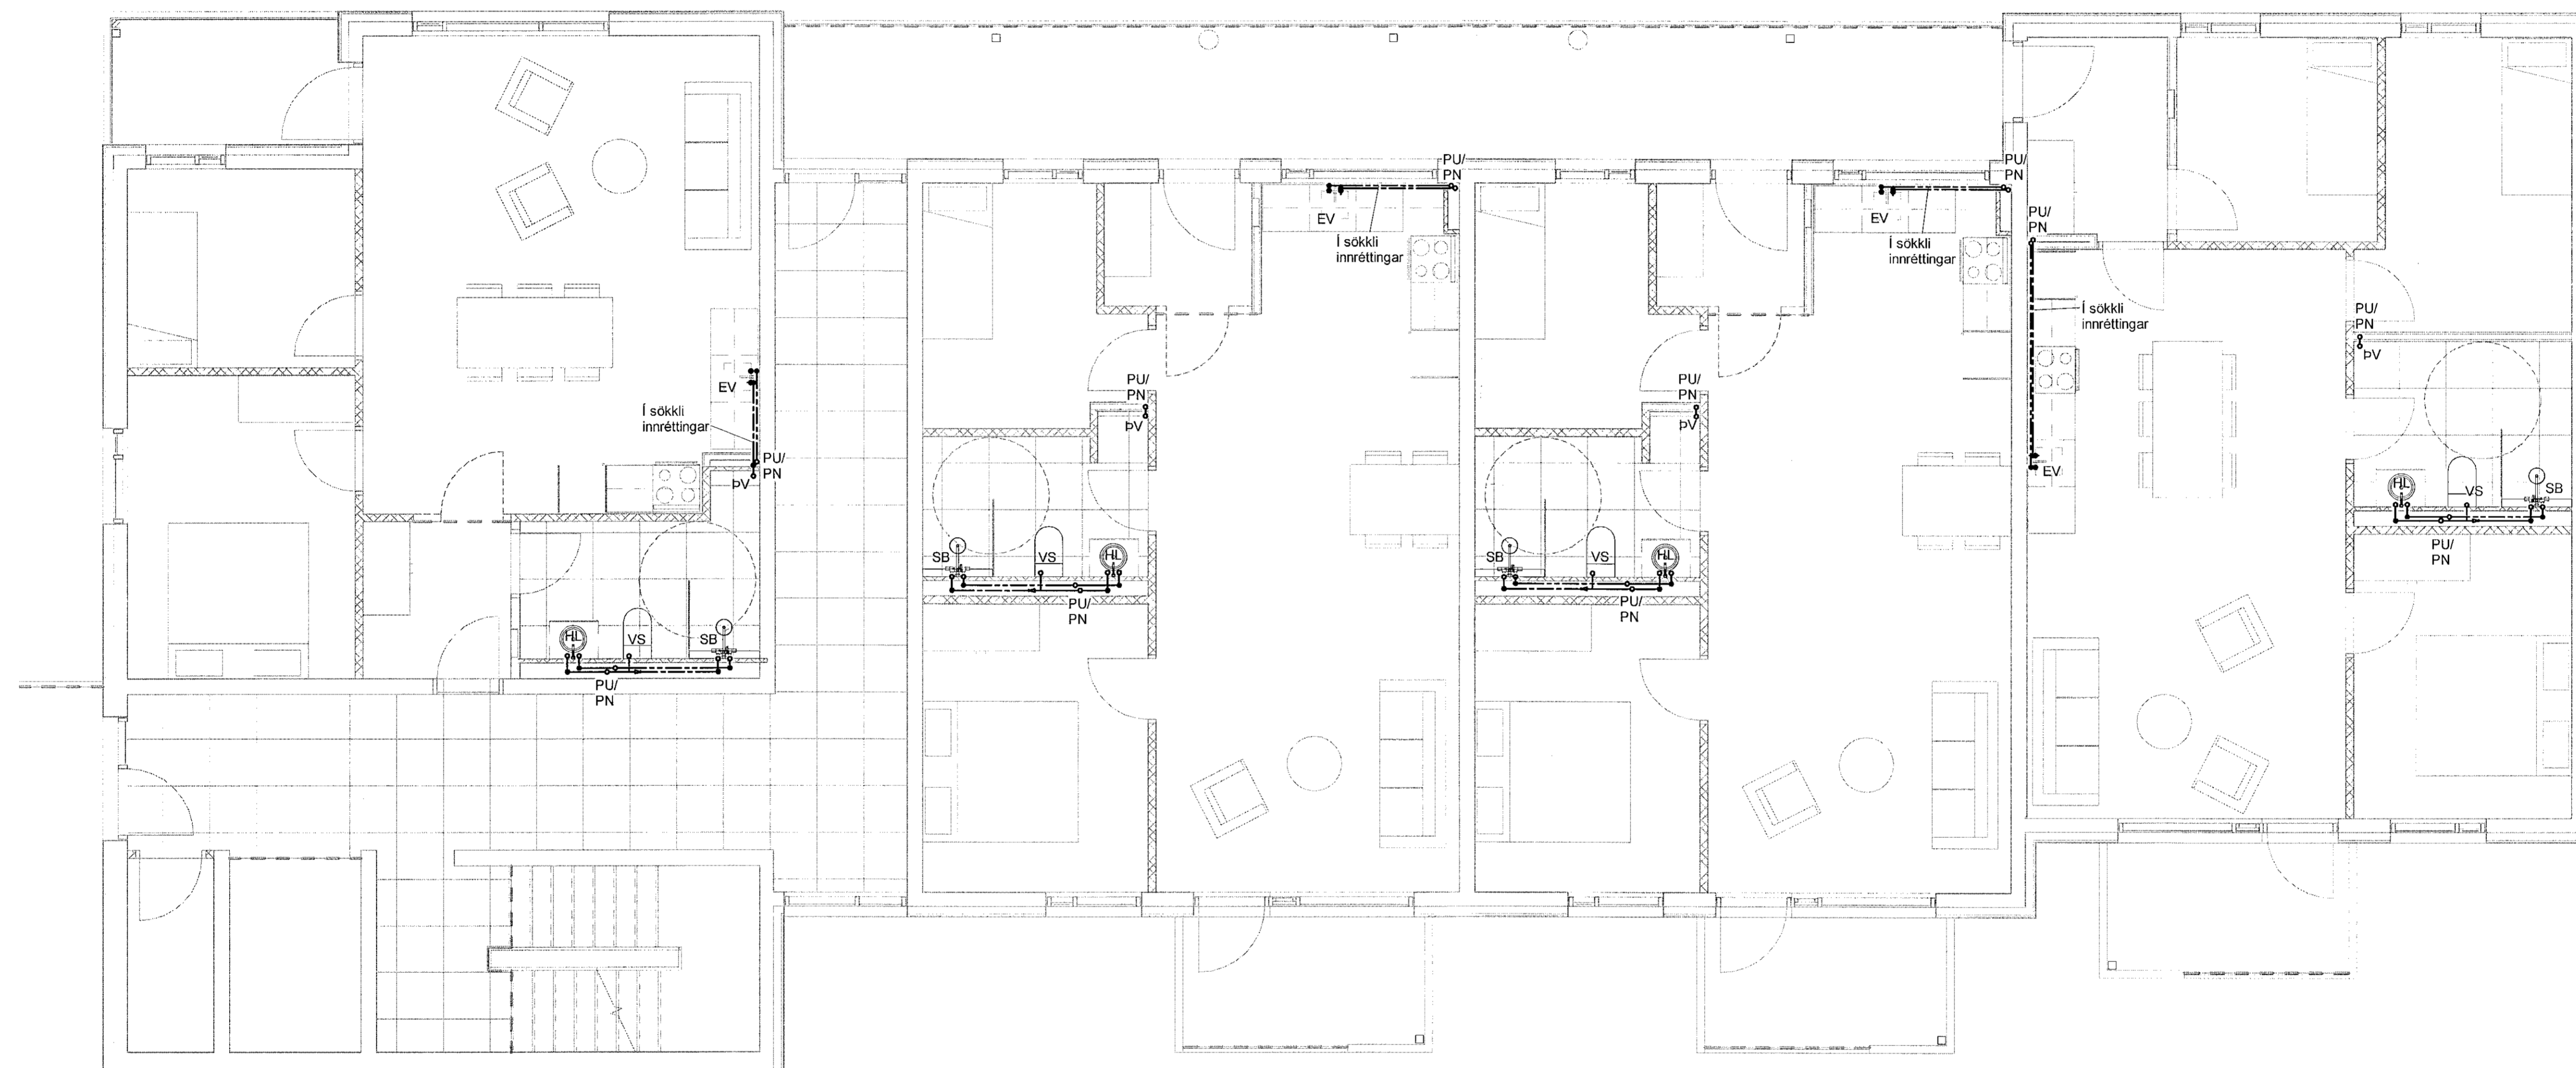 EV
Í sökkli
innréttingar
PU/
PN
ÞV
HL
VS
SB
PU/
PN
PU/
PN
EV
Í sökkli
innréttingar
PU/
PN
ÞV
SB
VS
HL
PU/
PN
PU/
PN
EV
Í sökkli
innréttingar
PU/
PN
ÞV
SB
VS
HL
PU/
PN
PU/
PN
Í sökkli
innréttingar
EV
PU/
PN
ÞV
HL
VS
SB
PU/
PN